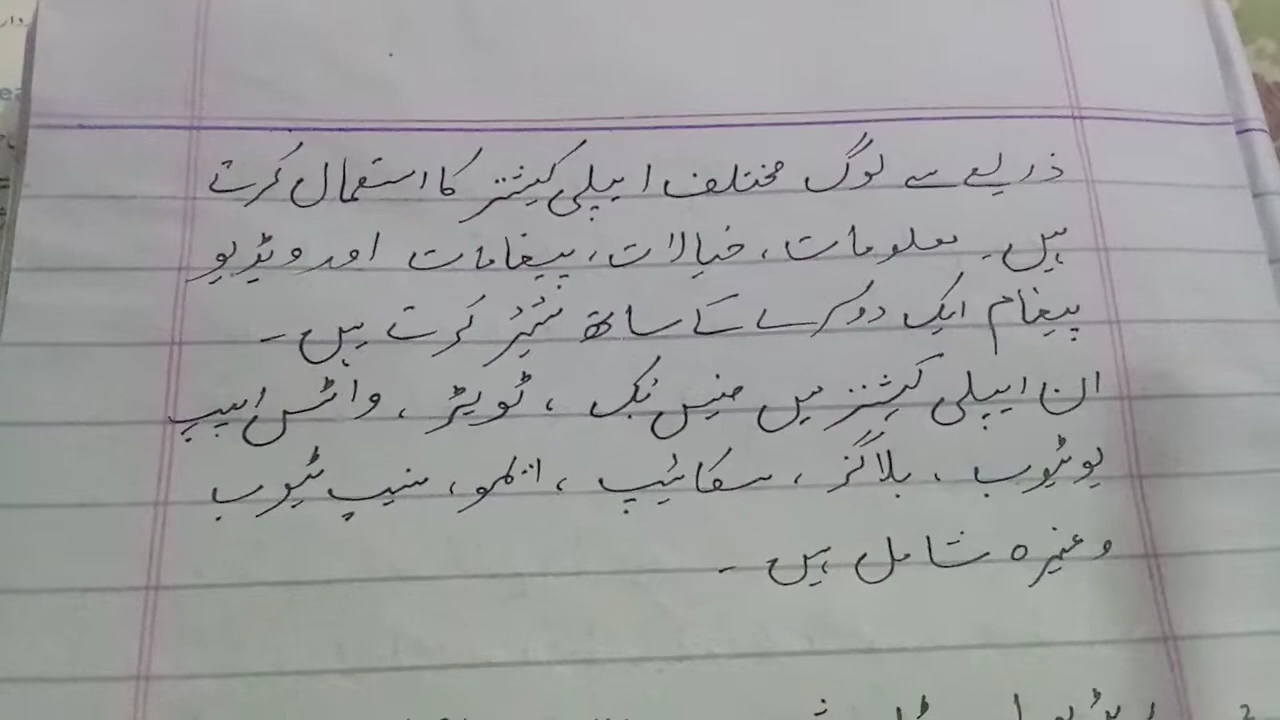 ذریعے سے لوگ مختلف ایپلی کیشنز کا استعمال کرتے
ہیں۔ معلومات، خیالات، پیغامات اور ویڈیو
پیغام ایک دوسرے کے ساتھ شیئر کرتے ہیں۔
ان ایپلی کیشنز میں فیس بک ، ٹویٹر ، واٹس ایپ
یوٹیوب ، بلاگز ، سکائیپ ، ایمو، سنیپ ٹیوب
وغیرہ شامل ہیں۔